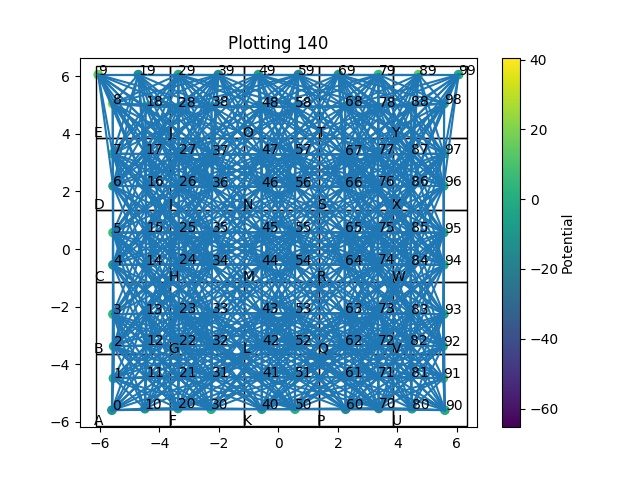 Plotting 140
9 19 29 39 49 59 69 79 89 99
8 18 28 38 48 58 68 78 88 98
E J O T Y
7 17 27 37 47 57 67 77 87 97
6 16 26 36 46 56 66 76 86 96
D I N S X
5 15 25 35 45 55 65 75 85 95
4 14 24 34 44 54 64 74 84 94
C H M R W
3 13 23 33 43 53 63 73 83 93
2 12 22 32 42 52 62 72 82 92
B G L Q V
1 11 21 31 41 51 61 71 81 91
0 10 20 30 40 50 60 70 80 90
A F K P U
6
4
2
0
−2
−4
−6
−6 −4 −2 0 2 4 6
40
20
0
−20
−40
−60
Potential